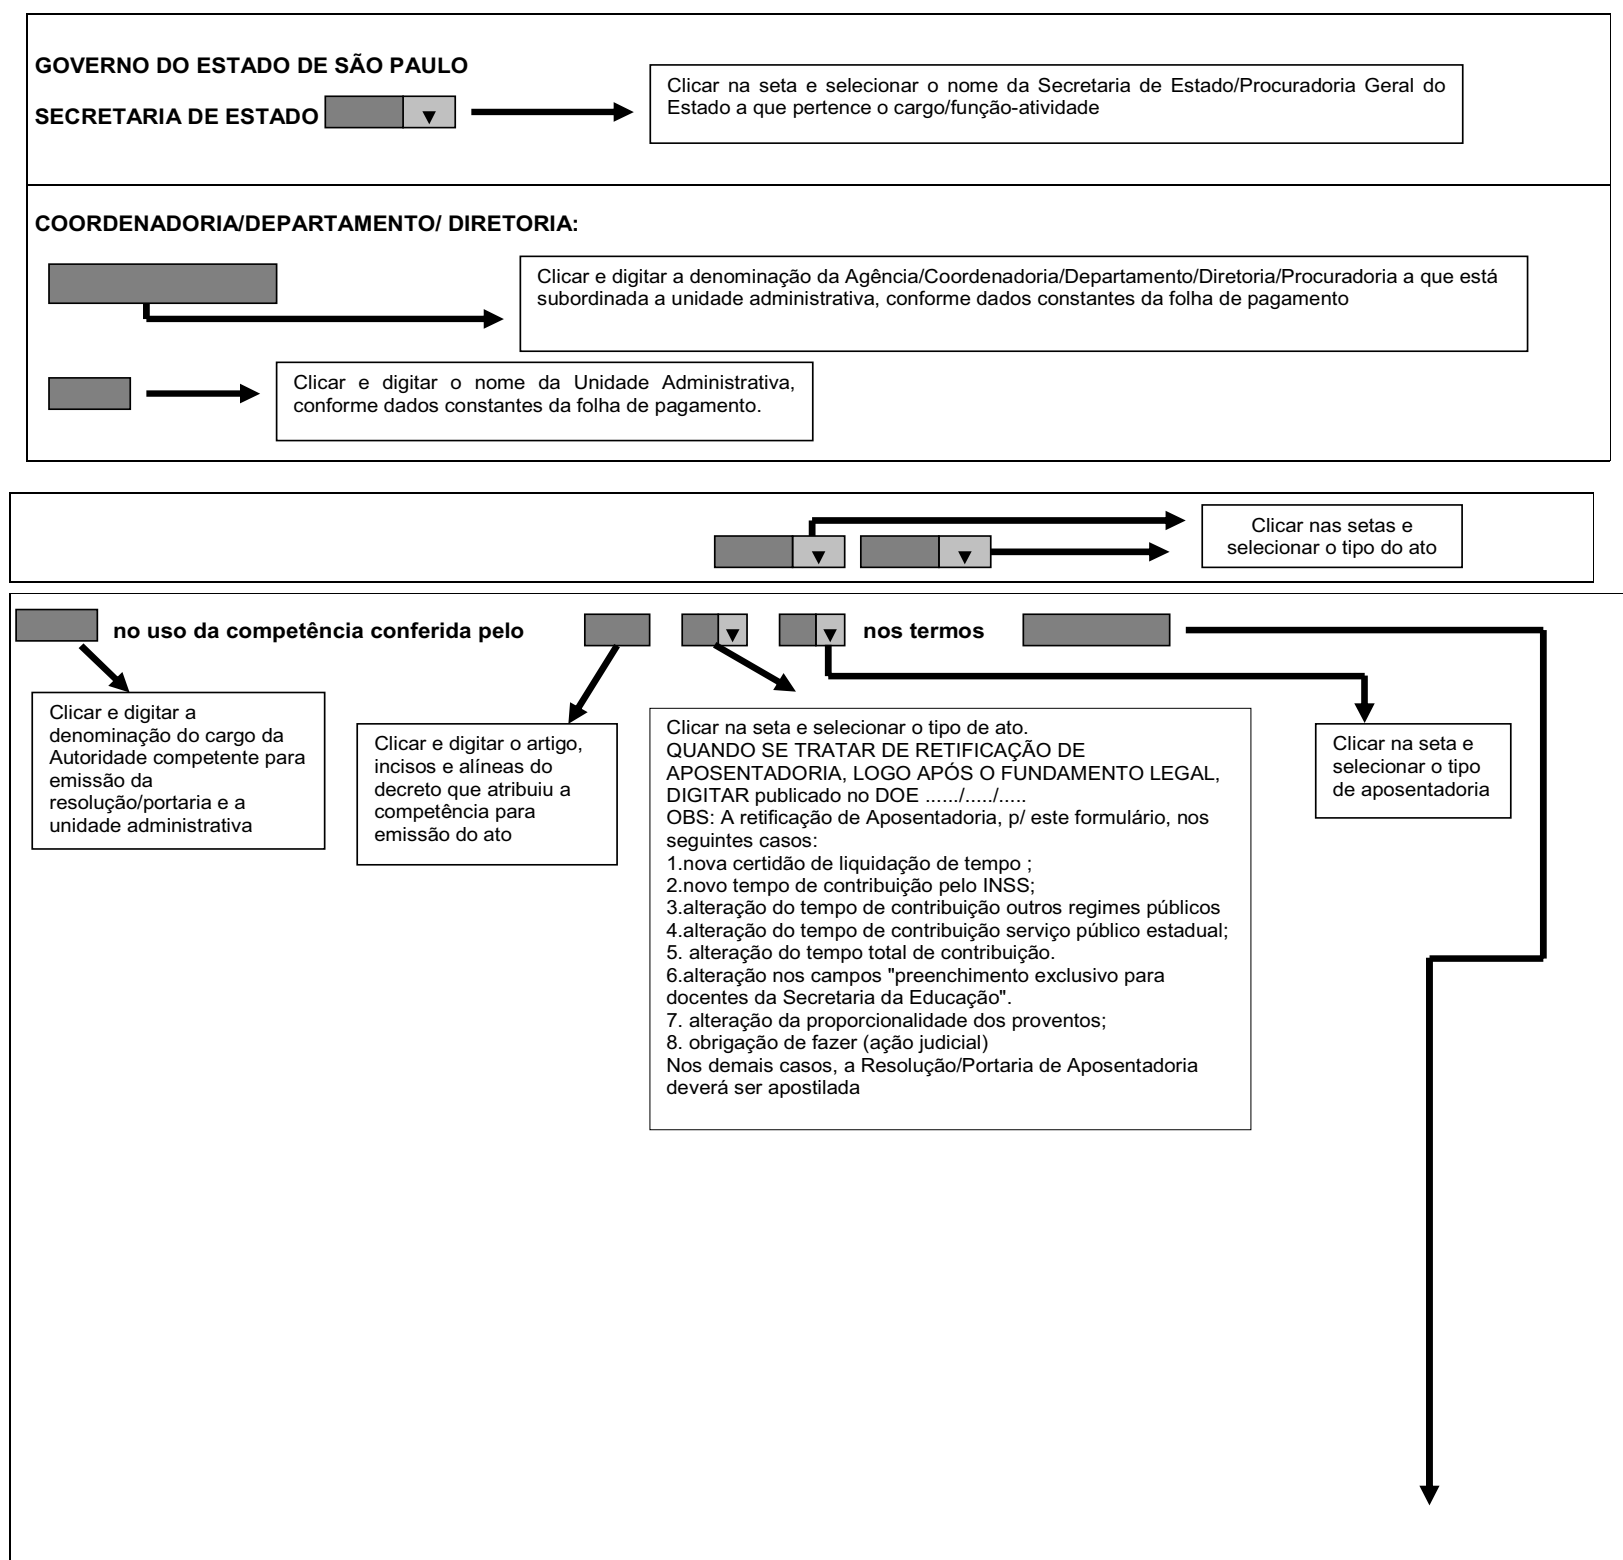 GOVERNO DO ESTADO DE SÃO PAULO
SECRETARIA DE ESTADO
Clicar na seta e selecionar o nome da Secretaria de Estado/Procuradoria Geral do
Estado a que pertence o cargo/função-atividade
COORDENADORIA/DEPARTAMENTO/ DIRETORIA:
Clicar e digitar a denominação da Agência/Coordenadoria/Departamento/Diretoria/Procuradoria a que está
subordinada a unidade administrativa, conforme dados constantes da folha de pagamento
Clicar e digitar o nome da Unidade Administrativa,
conforme dados constantes da folha de pagamento.
Clicar nas setas e
selecionar o tipo do ato
no uso da competência conferida pelo
nos termos
Clicar e digitar a
denominação do cargo da
Autoridade competente para
emissão da
resolução/portaria e a
unidade administrativa
Clicar e digitar o artigo,
incisos e alíneas do
decreto que atribuiu a
competência para
emissão do ato
Clicar na seta e selecionar o tipo de ato.
QUANDO SE TRATAR DE RETIFICAÇÃO DE
APOSENTADORIA, LOGO APÓS O FUNDAMENTO LEGAL,
DIGITAR publicado no DOE ....../...../.....
OBS: A retificação de Aposentadoria, p/ este formulário, nos
seguintes casos:
1.nova certidão de liquidação de tempo ;
2.novo tempo de contribuição pelo INSS;
3.alteração do tempo de contribuição outros regimes públicos
4.alteração do tempo de contribuição serviço público estadual;
5. alteração do tempo total de contribuição.
6.alteração nos campos "preenchimento exclusivo para
docentes da Secretaria da Educação".
7. alteração da proporcionalidade dos proventos;
8. obrigação de fazer (ação judicial)
Nos demais casos, a Resolução/Portaria de Aposentadoria
deverá ser apostilada
Clicar na seta e
selecionar o tipo
de aposentadoria